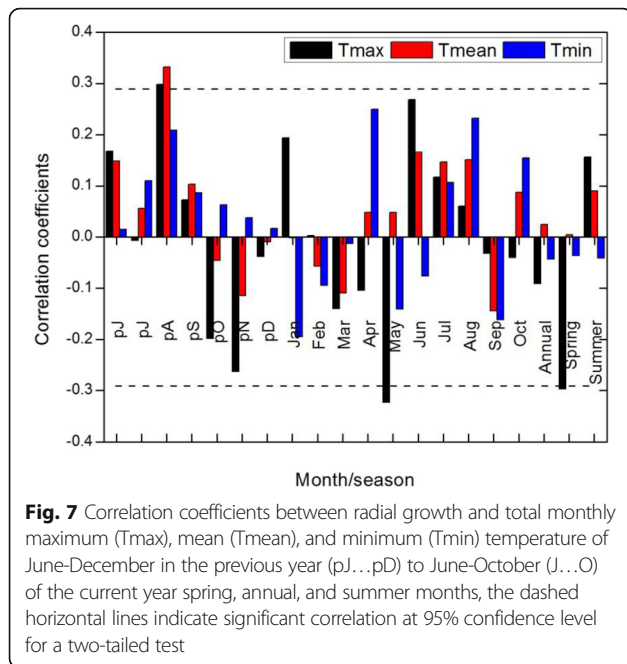 0.4
0.3
0.2
0.1
0.0
-0.1
-0.2
-0.3
-0.4
Correlation coefficients
Tmax Tmean Tmin
pJ pJ pA pS pO pN pD Jan Feb Mar Apr May Jun Jul Aug Sep Oct Annual Spring Summer
Month/season
Fig. 7 Correlation coefficients between radial growth and total monthly
maximum (Tmax), mean (Tmean), and minimum (Tmin) temperature of
June-December in the previous year (pJ…pD) to June-October (J…O)
of the current year spring, annual, and summer months, the dashed
horizontal lines indicate significant correlation at 95% confidence level
for a two-tailed test